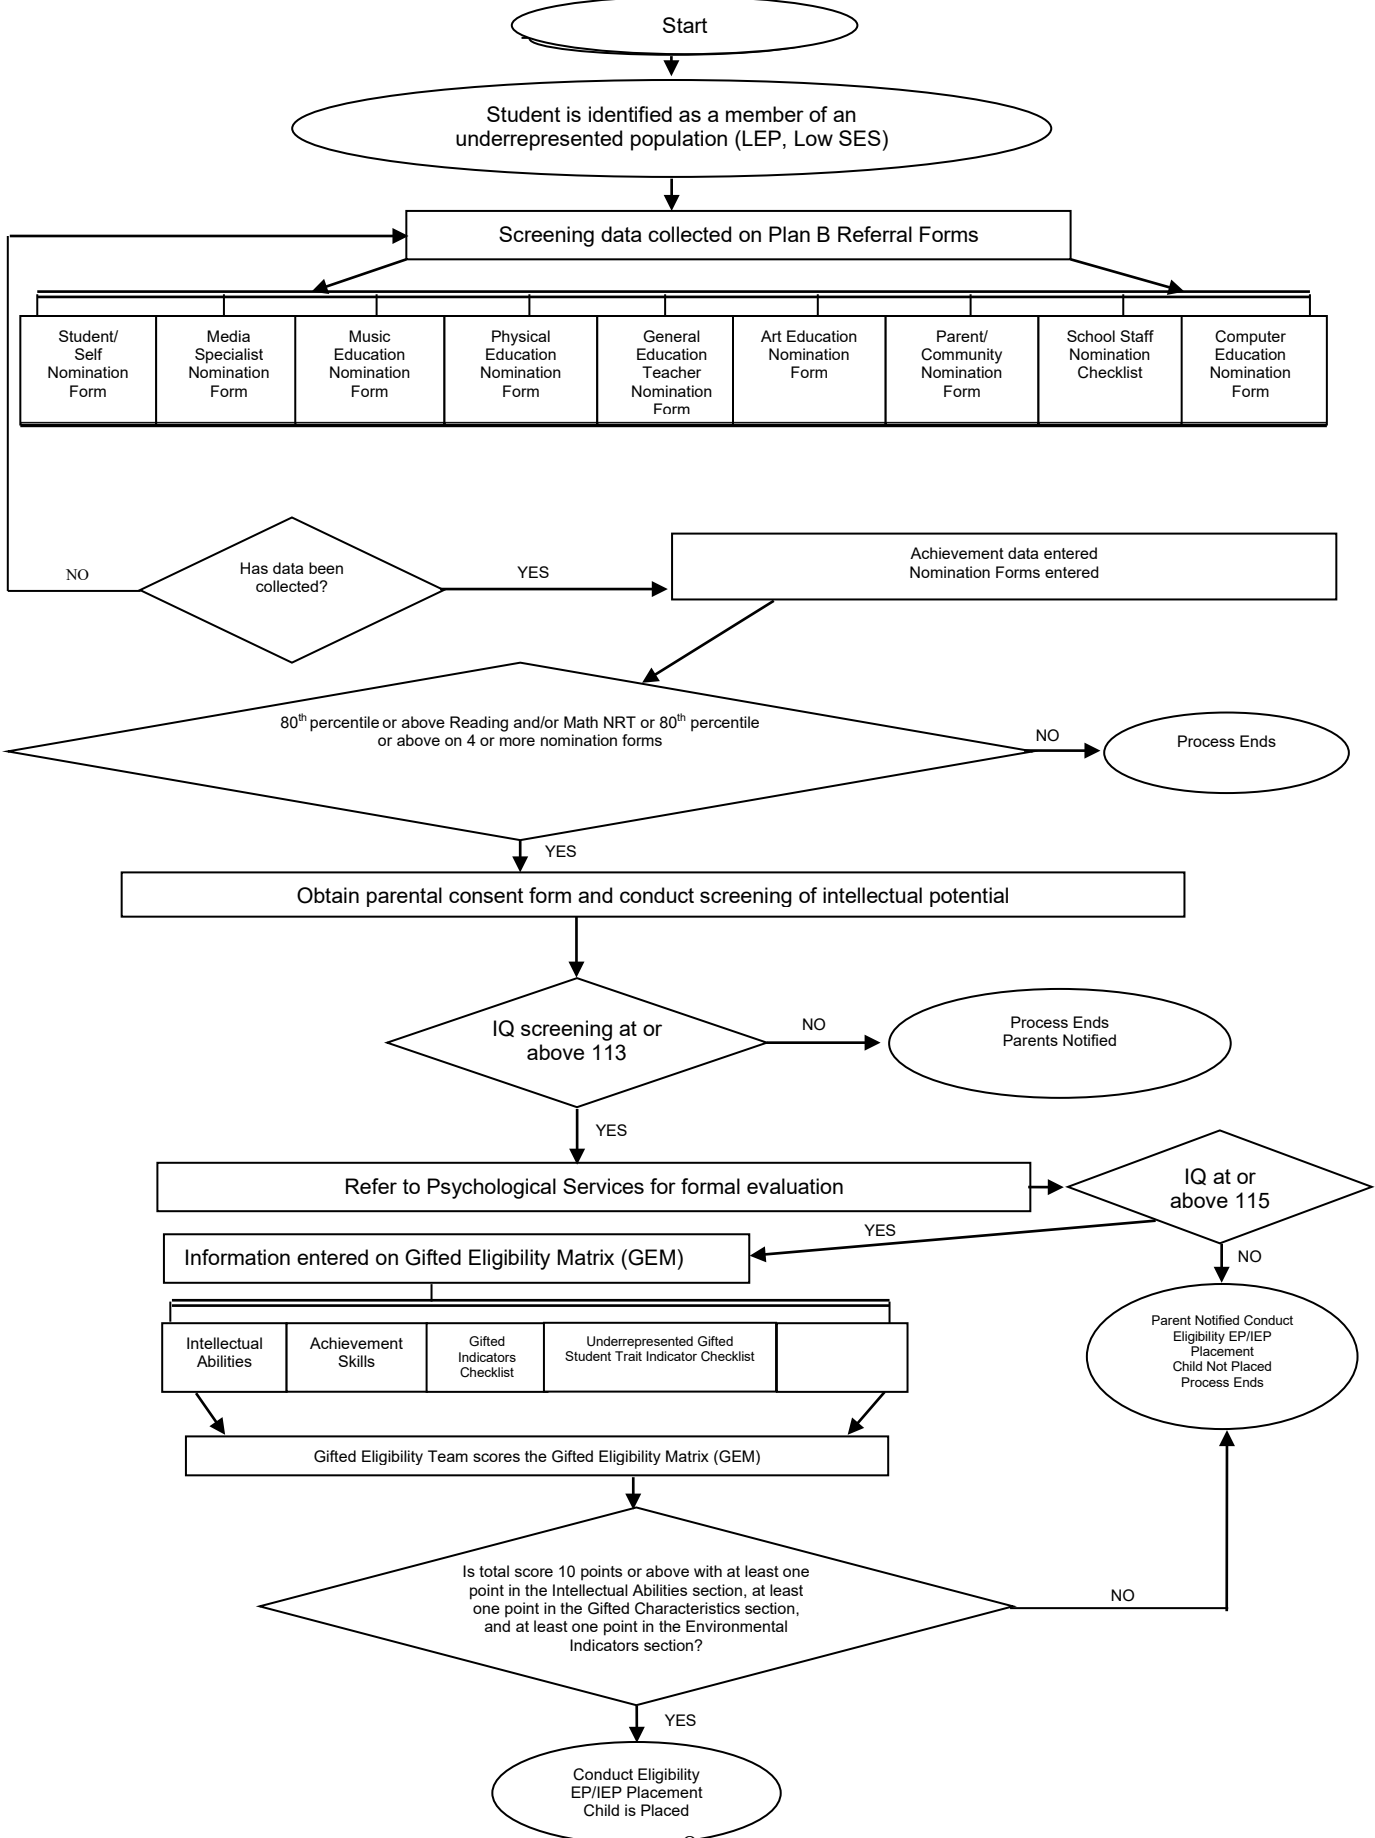 Start
Student is identified as a member of an
underrepresented population (LEP, Low SES)
Screening data collected on Plan B Referral Forms
Student/
Self
Nomination
Form
Media
Specialist
Nomination
Form
Music
Education
Nomination
Form
Physical
Education
Nomination
Form
General
Education
Teacher
Nomination
Form
Art Education
Nomination
Form
Parent/
Community
Nomination
Form
School Staff
Nomination
Checklist
Computer
Education
Nomination
Form
NO
Has data been
collected?
YES
Achievement data entered
Nomination Forms entered
80th percentile or above Reading and/or Math NRT or 80th percentile
or above on 4 or more nomination forms
NO
Process Ends
YES
Obtain parental consent form and conduct screening of intellectual potential
IQ screening at or
above 113
NO
Process Ends
Parents Notified
YES
Refer to Psychological Services for formal evaluation
IQ at or
above 115
YES
NO
Information entered on Gifted Eligibility Matrix (GEM)
Intellectual
Abilities
Achievement
Skills
Gifted
Indicators
Checklist
Underrepresented Gifted
Student Trait Indicator Checklist
Parent Notified Conduct
Eligibility EP/IEP
Placement
Child Not Placed
Process Ends
Gifted Eligibility Team scores the Gifted Eligibility Matrix (GEM)
Is total score 10 points or above with at least one
point in the Intellectual Abilities section, at least
one point in the Gifted Characteristics section,
and at least one point in the Environmental
Indicators section?
NO
YES
Conduct Eligibility
EP/IEP Placement
Child is Placed